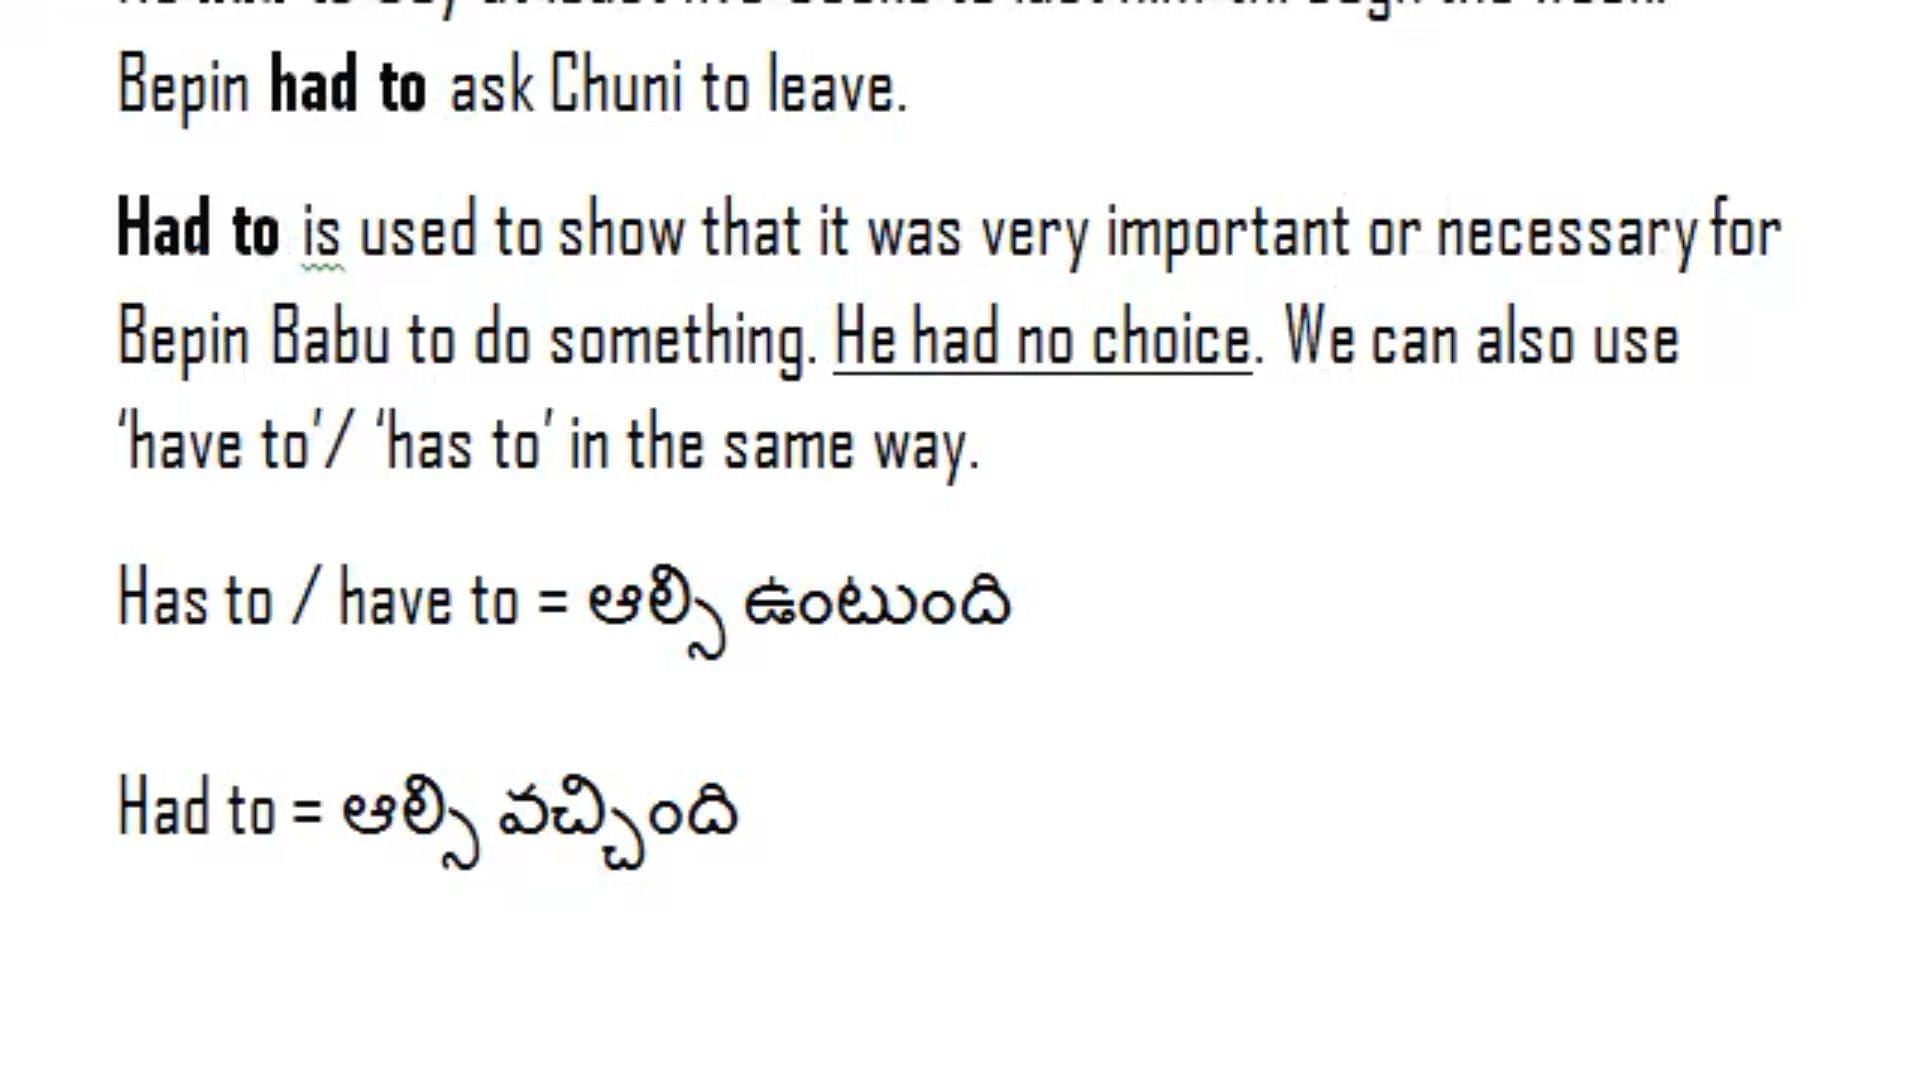 Bepin had to ask Chuni to leave.
Had to is used to show that it was very important or necessary for
Bepin Babu to do something. He had no choice. We can also use
‘have to’/ ‘has to’ in the same way.
Has to / have to = ఆల్సి ఉంటుంది
Had to = ఆల్సి వచ్చింది